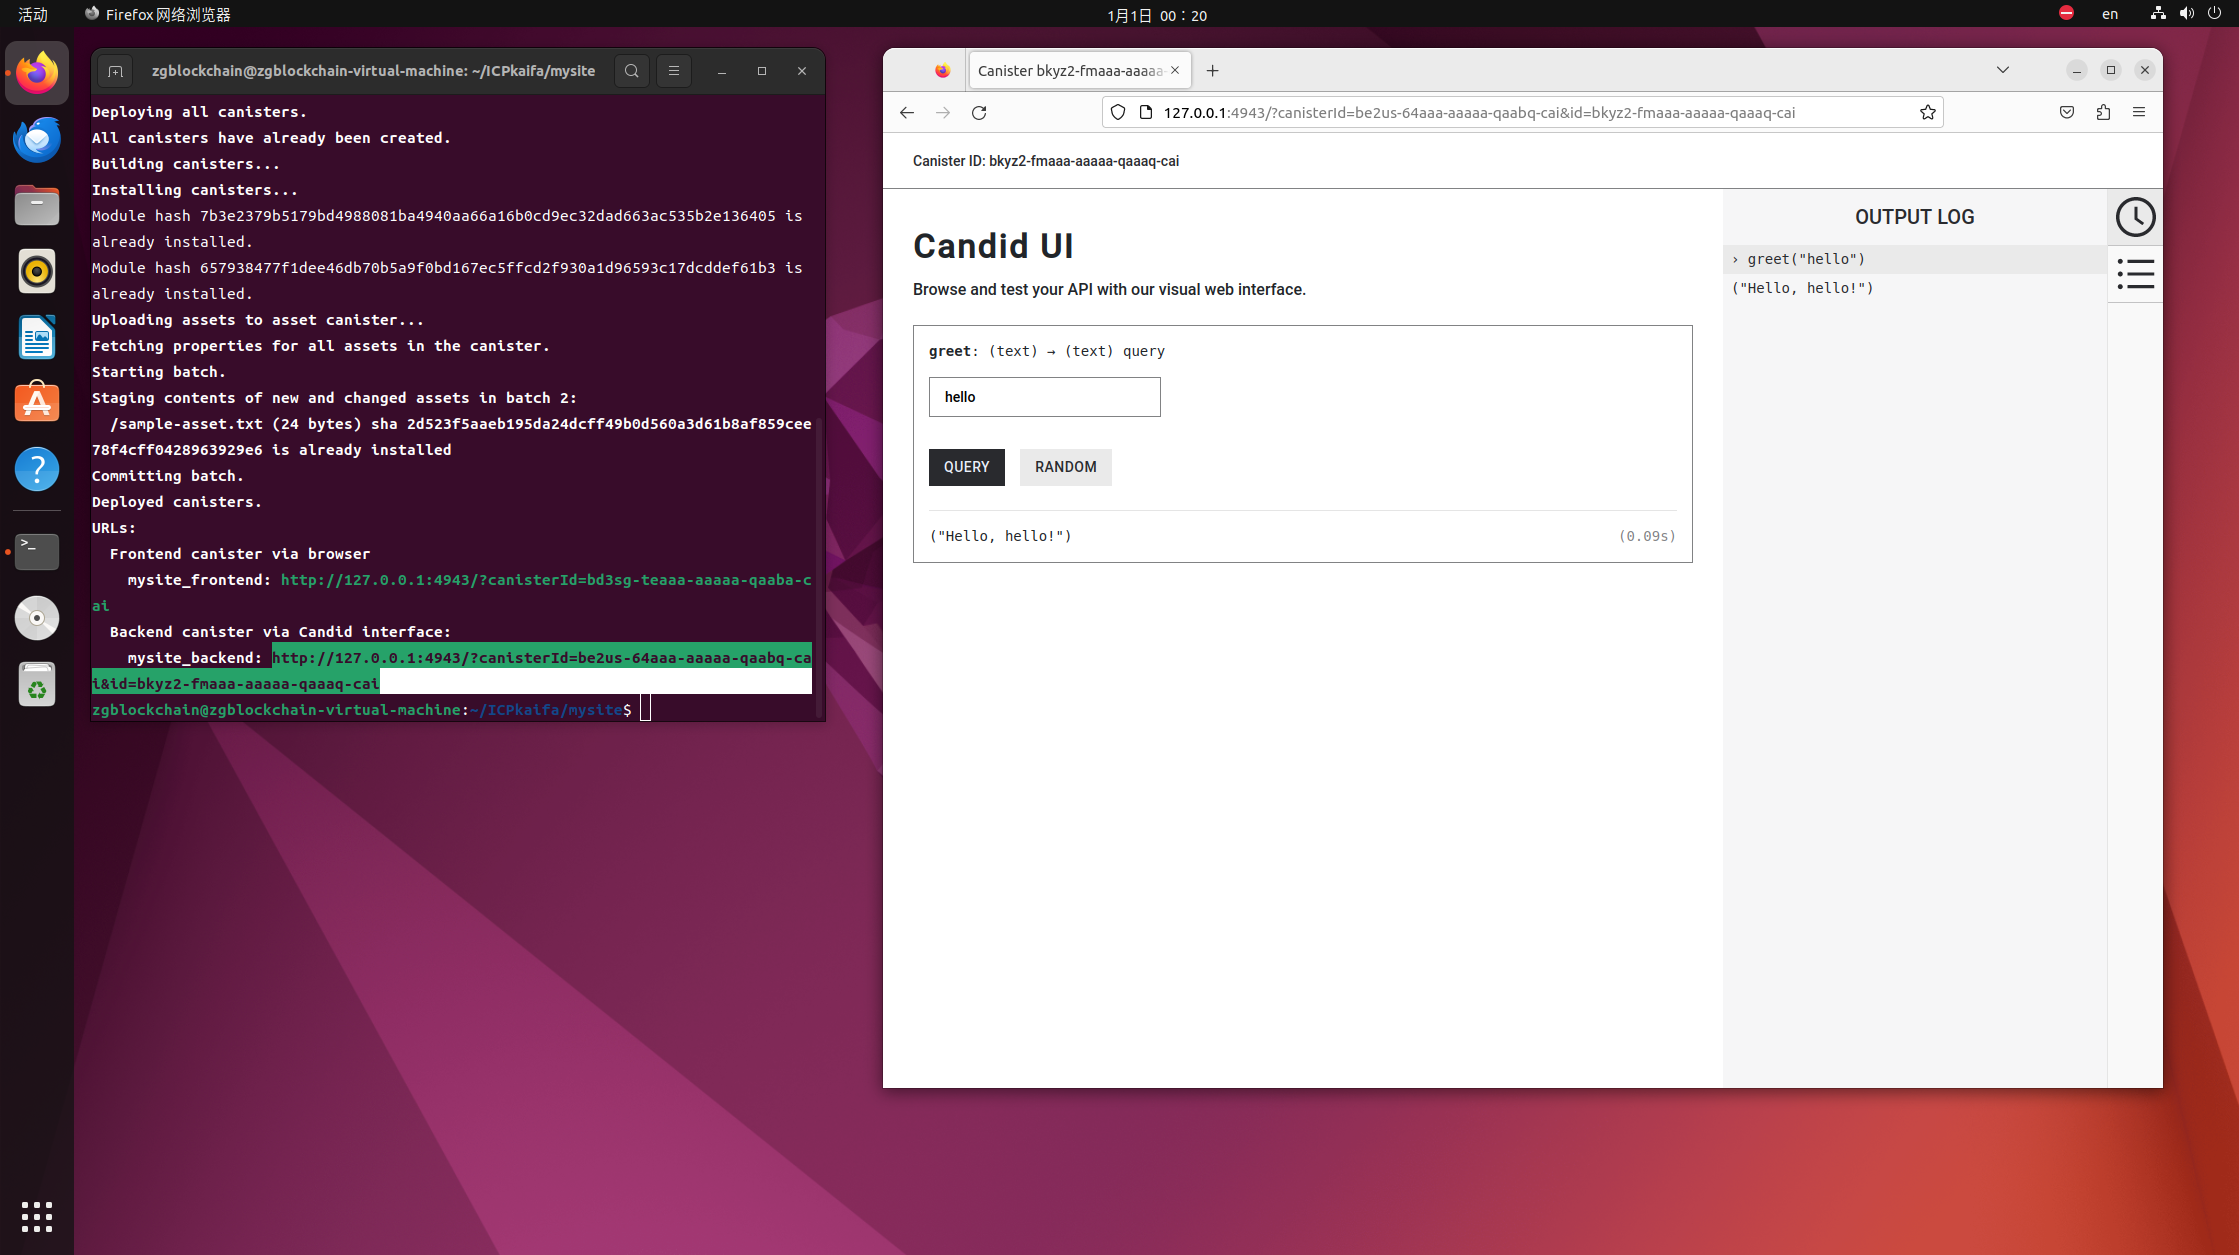 活动
Firefox 网络浏览器
1月1日 00：20
en
zgblockchain@zgblockchain-virtual-machine: ~/ICPkaifa/mysite
Deploying all canisters.
All canisters have already been created.
Building canisters...
Installing canisters...
Module hash 7b3e2379b5179bd4988081ba4940aa66a16b0cd9ec32dad663ac535b2e136405 is
already installed.
Module hash 657938477f1dee46db70b5a9f0bd167ec5ffcd2f930a1d96593c17dcddef61b3 is
already installed.
Uploading assets to asset canister...
Fetching properties for all assets in the canister.
Starting batch.
Staging contents of new and changed assets in batch 2:
/sample-asset.txt (24 bytes) sha 2d523f5aaeb195da24dcff49b0d560a3d61b8af859cee
78f4cff0428963929e6 is already installed
Committing batch.
Deployed canisters.
URLs:
Frontend canister via browser
mysite_frontend: http://127.0.0.1:4943/?canisterId=bd3sg-teaaa-aaaaa-qaaba-c
ai
Backend canister via Candid interface:
mysite_backend: http://127.0.0.1:4943/?canisterId=be2us-64aaa-aaaaa-qaabq-ca
i&id=bkyz2-fmaaa-aaaaa-qaaaq-cai
zgblockchain@zgblockchain-virtual-machine:~/ICPkaifa/mysite$
Canister bkyz2-fmaaa-aaaaa-
127.0.0.1:4943/?canisterId=be2us-64aaa-aaaaa-qaabq-cai&id=bkyz2-fmaaa-aaaaa-qaaaq-cai
Canister ID: bkyz2-fmaaa-aaaaa-qaaaq-cai
Candid UI
Browse and test your API with our visual web interface.
greet: (text) → (text) query
hello
QUERY
RANDOM
("Hello, hello!")
(0.09s)
OUTPUT LOG
› greet("hello")
("Hello, hello!")